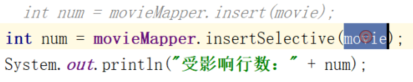 int num = movieMapper.insert(movie);
int num = movieMapper.insertSelective(movie);
System.out.println("受影响行数：" + num);